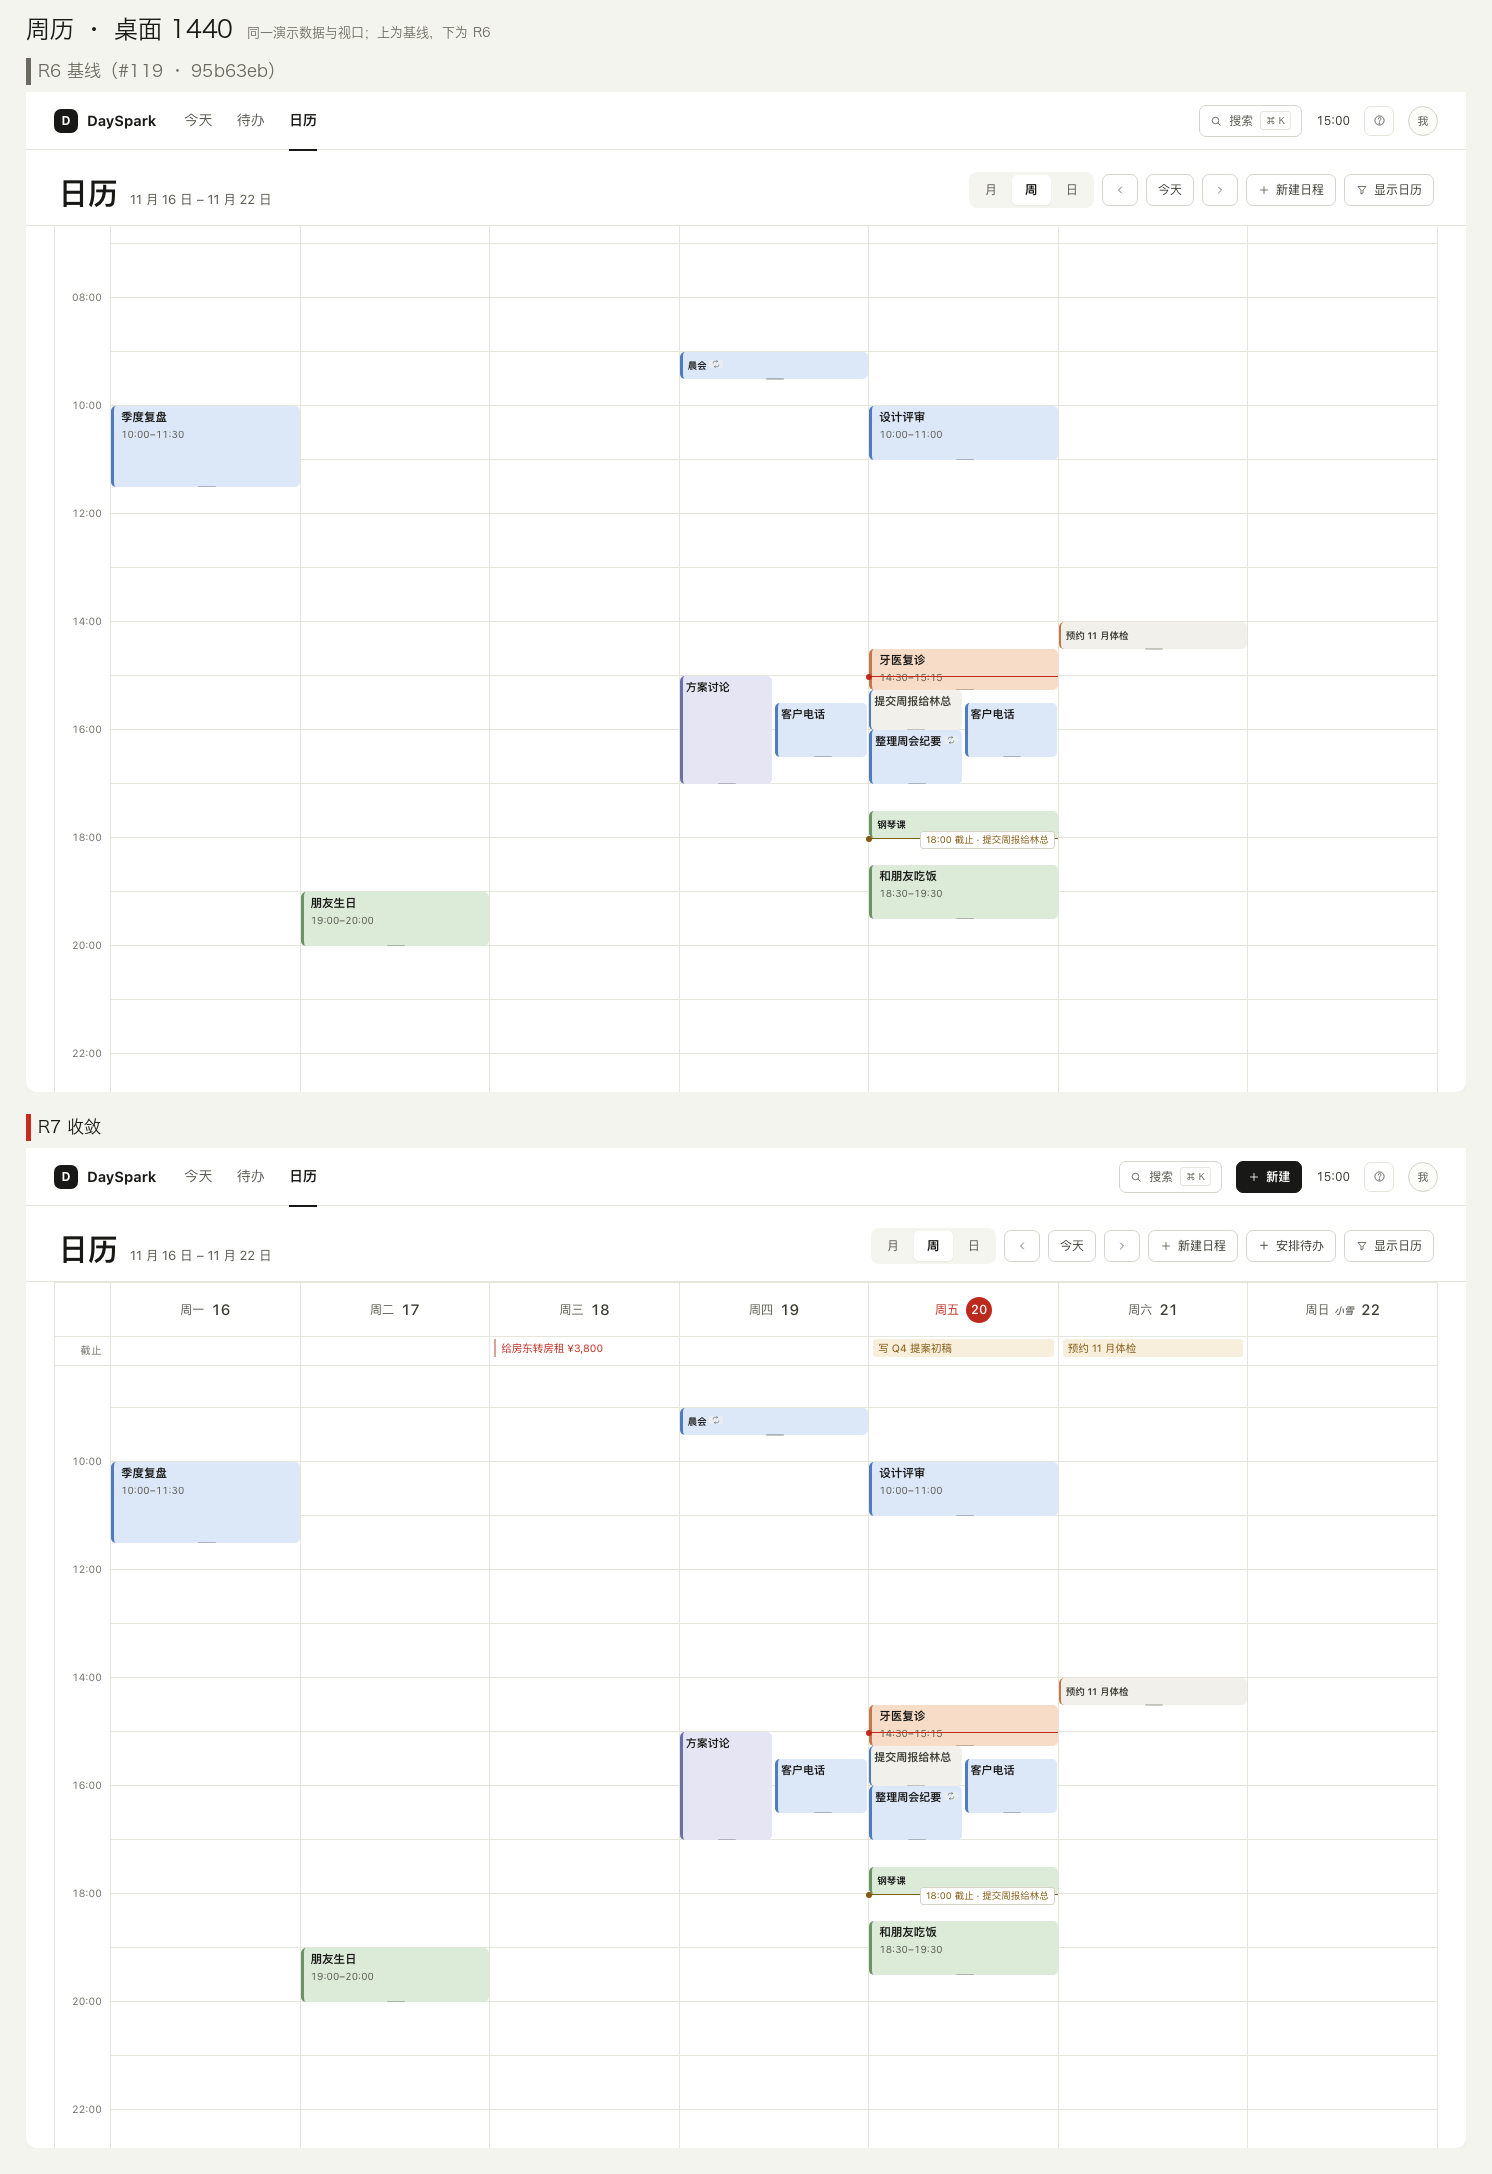 周历 · 桌面 1440 同一演示数据与视口；上为基线，下为 R6
R6 基线（#119 · 95b63eb）
D DaySpark 今天 待办 日历 搜索 ⌘ K 15:00 我
日历 11 月 16 日 – 11 月 22 日 月 周 日 ‹ 今天 › + 新建日程 显示日历
08:00
晨会
10:00
季度复盘
10:00–11:30
设计评审
10:00–11:00
12:00
14:00
预约 11 月体检
牙医复诊
14:30–15:15
方案讨论
提交周报给林总
客户电话
客户电话
16:00
整理周会纪要
钢琴课
18:00
18:00 截止 · 提交周报给林总
和朋友吃饭
18:30–19:30
朋友生日
19:00–20:00
20:00
22:00
R7 收敛
D DaySpark 今天 待办 日历 搜索 ⌘ K + 新建 15:00 我
日历 11 月 16 日 – 11 月 22 日 月 周 日 ‹ 今天 › + 新建日程 + 安排待办 显示日历
周一 16 周二 17 周三 18 周四 19 周五 20 周六 21 周日 小雪 22
截止 给房东转房租 ¥3,800 写 Q4 提案初稿 预约 11 月体检
晨会
10:00
季度复盘
10:00–11:30
设计评审
10:00–11:00
12:00
14:00
预约 11 月体检
牙医复诊
14:30–15:15
方案讨论
提交周报给林总
客户电话
客户电话
16:00
整理周会纪要
钢琴课
18:00
18:00 截止 · 提交周报给林总
和朋友吃饭
18:30–19:30
朋友生日
19:00–20:00
20:00
22:00